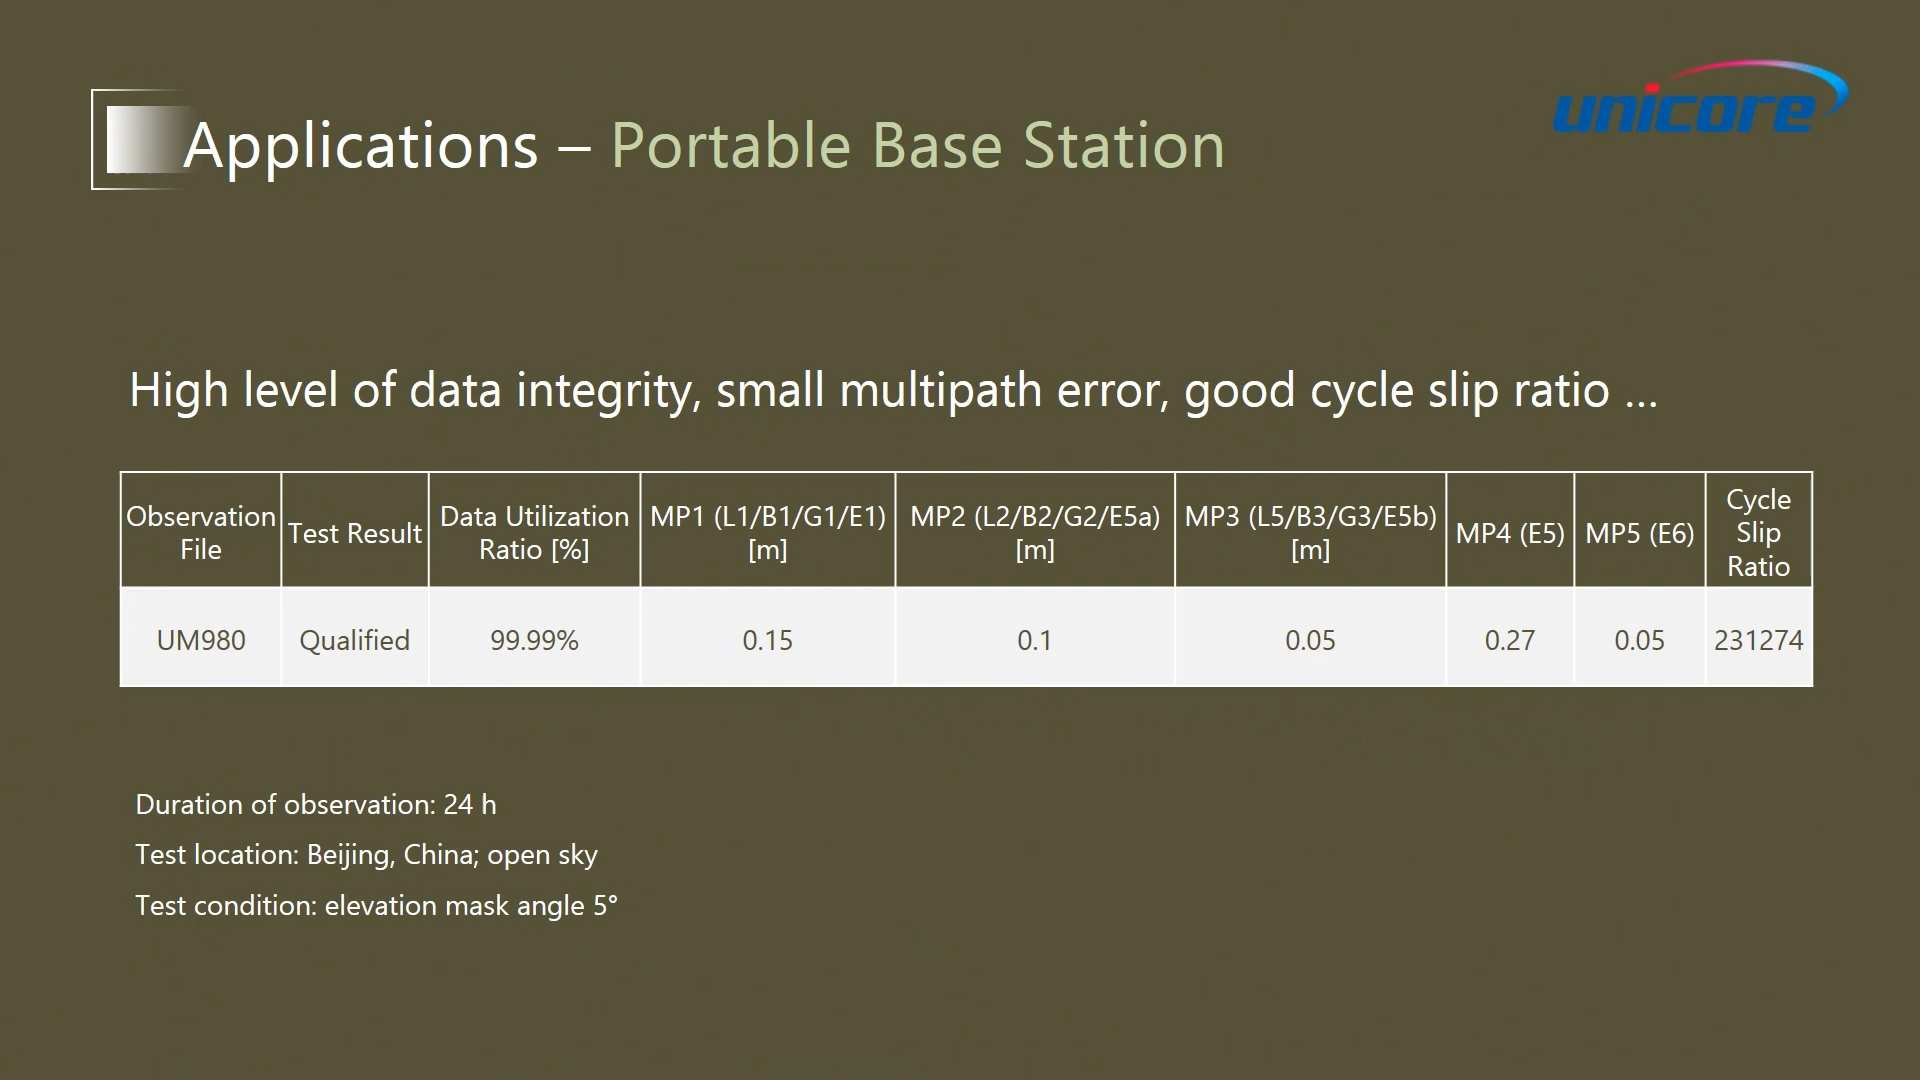 Applications – Portable Base Station
unicore
High level of data integrity, small multipath error, good cycle slip ratio ...
Observation File
Test Result
Data Utilization Ratio [%]
MP1 (L1/B1/G1/E1) [m]
MP2 (L2/B2/G2/E5a) [m]
MP3 (L5/B3/G3/E5b) [m]
MP4 (E5)
MP5 (E6)
Cycle Slip Ratio
UM980
Qualified
99.99%
0.15
0.1
0.05
0.27
0.05
231274
Duration of observation: 24 h
Test location: Beijing, China; open sky
Test condition: elevation mask angle 5°